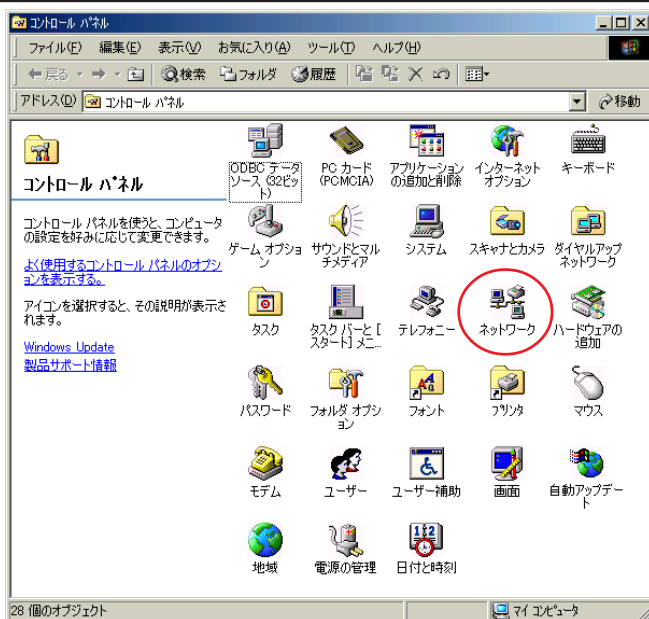 コントロール パネル
ファイル(F) 編集(E) 表示(V) お気に入り(A) ツール(T) ヘルプ(H)
戻る 検索 フォルダ 履歴
アドレス(D) コントロール パネル 移動
コントロール パネル
コントロール パネルを使うと、コンピュータ
の設定を好みに応じて変更できます。
よく使用するコントロール パネルのオプシ
ョンを表示する。
アイコンを選択すると、その説明が表示さ
れます。
Windows Update
製品サポート情報
ODBC データ
ソース (32ビッ
ト)
PC カード
(PCMCIA)
アプリケーション
の追加と削除
インターネット
オプション
キーボード
ゲーム オプショ
ン
サウンドとマル
チメディア
システム
スキャナとカメラ
ダイヤルアップ
ネットワーク
タスク
タスク バーと [
スタート] メニ...
テレフォニー
ネットワーク
ハードウェアの
追加
パスワード
フォルダ オプシ
ョン
フォント
プリンタ
マウス
モデム
ユーザー
ユーザー補助
画面
自動アップデー
ト
地域
電源の管理
日付と時刻
28 個のオブジェクト
マイ コンピュータ